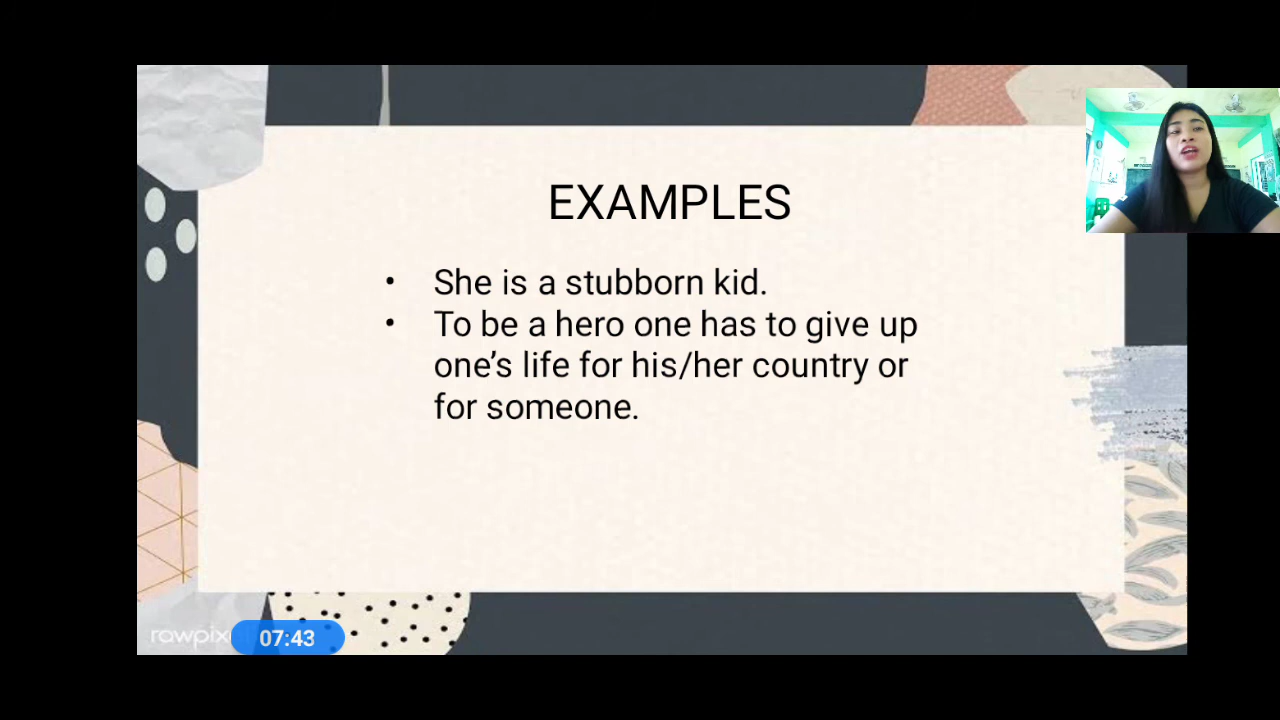 EXAMPLES
• She is a stubborn kid.
• To be a hero one has to give up
one's life for his/her country or
for someone.
07:43